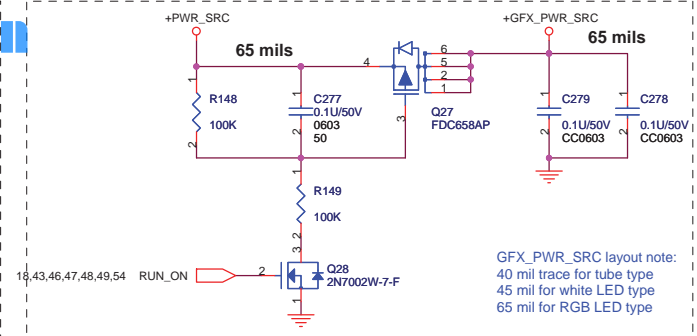 +PWR_SRC
+GFX_PWR_SRC
65 mils
65 mils
4
6
5
2
1
3
Q27
FDC658AP
1
R148
100K
2
1
C277
0.1U/50V
0603
50
2
1
C279
0.1U/50V
CC0603
2
1
C278
0.1U/50V
CC0603
2
1
R149
100K
2
3
Q28
2N7002W-7-F
2
1
18,43,46,47,48,49,54 RUN_ON
GFX_PWR_SRC layout note:
40 mil trace for tube type
45 mil for white LED type
65 mil for RGB LED type